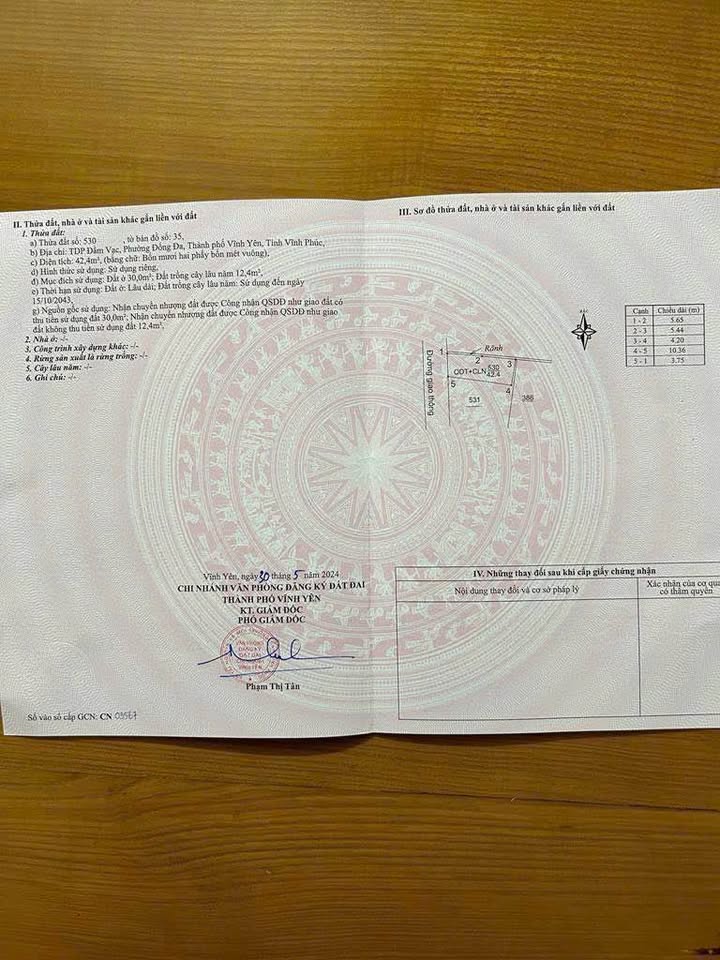 II. Thửa đất, nhà ở và tài sản khác gắn liền với đất
1. Thửa đất:
a) Thửa đất số: 530 , tờ bản đồ số: 35,
b) Địa chỉ: TDP Đầm Vạc, Phường Đống Đa, Thành phố Vĩnh Yên, Tỉnh Vĩnh Phúc,
c) Diện tích: 42,4m², (bằng chữ: Bốn mươi hai phẩy bốn mét vuông),
d) Hình thức sử dụng: Sử dụng riêng,
đ) Mục đích sử dụng: Đất ở 30,0m²; Đất trồng cây lâu năm 12,4m²,
e) Thời hạn sử dụng: Đất ở: Lâu dài; Đất trồng cây lâu năm: Sử dụng đến ngày
15/10/2043,
g) Nguồn gốc sử dụng: Nhận chuyển nhượng đất được Công nhận QSDĐ như giao đất có
thu tiền sử dụng đất 30,0m²; Nhận chuyển nhượng đất được Công nhận QSDĐ như giao
đất không thu tiền sử dụng đất 12,4m²,
2. Nhà ở: -/-
3. Công trình xây dựng khác: -/-
4. Rừng sản xuất là rừng trồng: -/-
5. Cây lâu năm: -/-
6. Ghi chú: -/-
Vĩnh Yên, ngày 30 tháng 5 năm 2024
CHI NHÁNH VĂN PHÒNG ĐĂNG KÝ ĐẤT ĐAI
THÀNH PHỐ VĨNH YÊN
KT. GIÁM ĐỐC
PHÓ GIÁM ĐỐC
VĂN PHÒNG
ĐĂNG KÝ
ĐẤT ĐAI
Phạm Thị Tân
Số vào sổ cấp GCN: CN
III. Sơ đồ thửa đất, nhà ở và tài sản khác gắn liền với đất
Đường giao thông
Rãnh
1
2
3
ODT+CLN 530
42.4
5
4
531
366
Cạnh Chiều dài (m)
1 - 2 5.65
2 - 3 5.44
3 - 4 4.20
4 - 5 10.36
5 - 1 3.75
IV. Những thay đổi sau khi cấp giấy chứng nhận
Nội dung thay đổi và cơ sở pháp lý
Xác nhận của cơ qua
có thẩm quyền